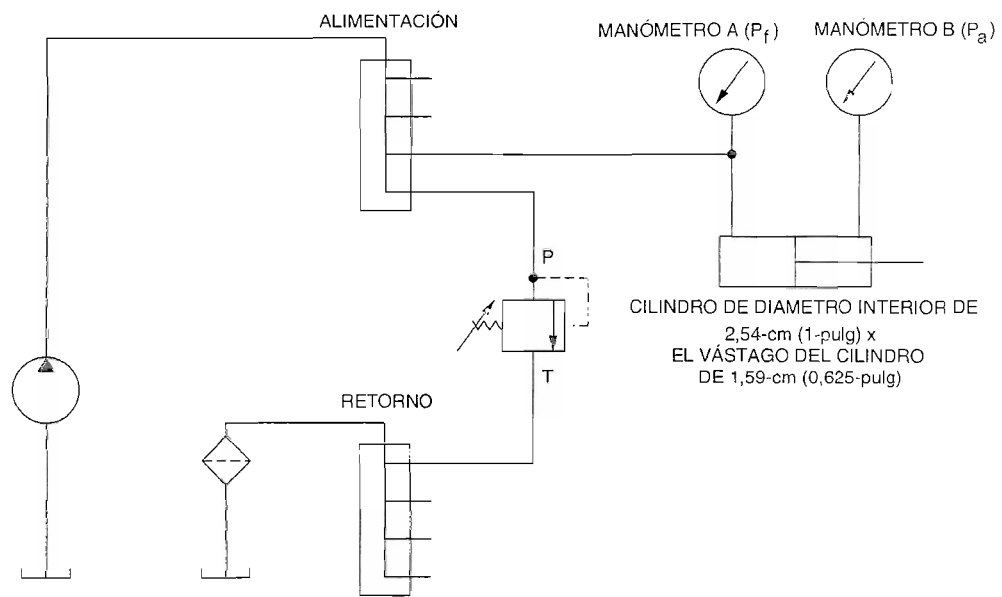 ALIMENTACIÓN
MANÓMETRO A (Pf)
MANÓMETRO B (Pa)
P
T
CILINDRO DE DIAMETRO INTERIOR DE
2,54-cm (1-pulg) x
EL VÁSTAGO DEL CILINDRO
DE 1,59-cm (0,625-pulg)
RETORNO